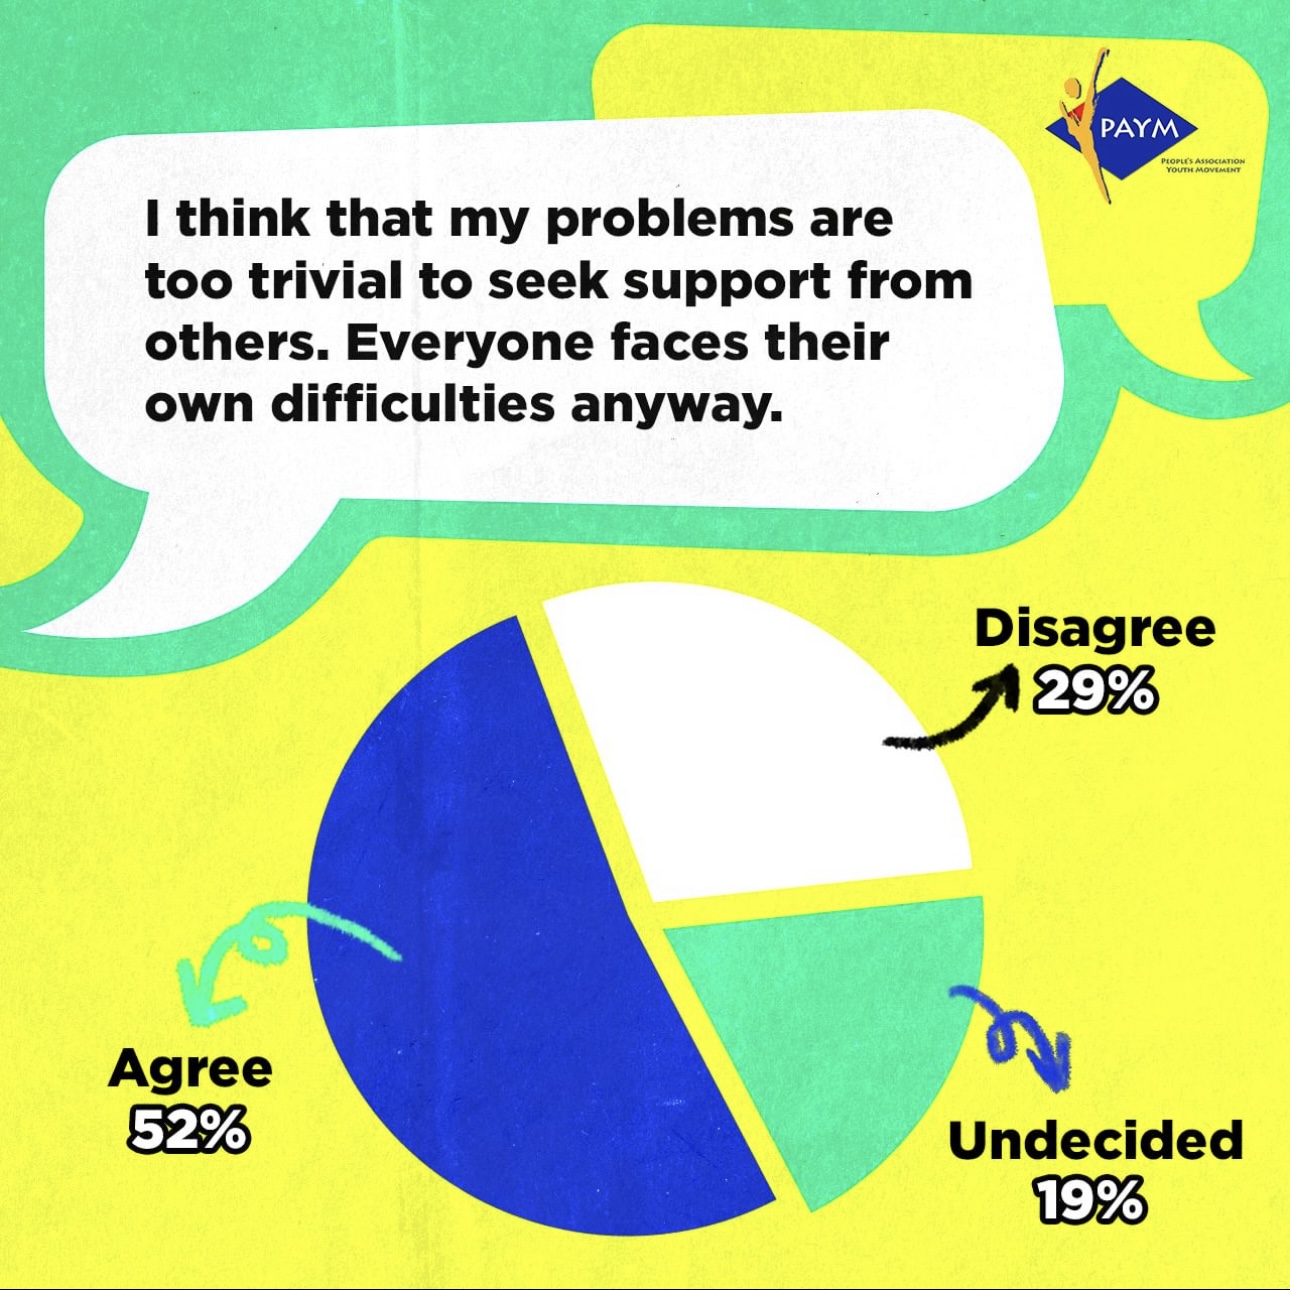 PAYM
PEOPLE'S ASSOCIATION
YOUTH MOVEMENT
I think that my problems are
too trivial to seek support from
others. Everyone faces their
own difficulties anyway.
Disagree
29%
Agree
52%
Undecided
19%